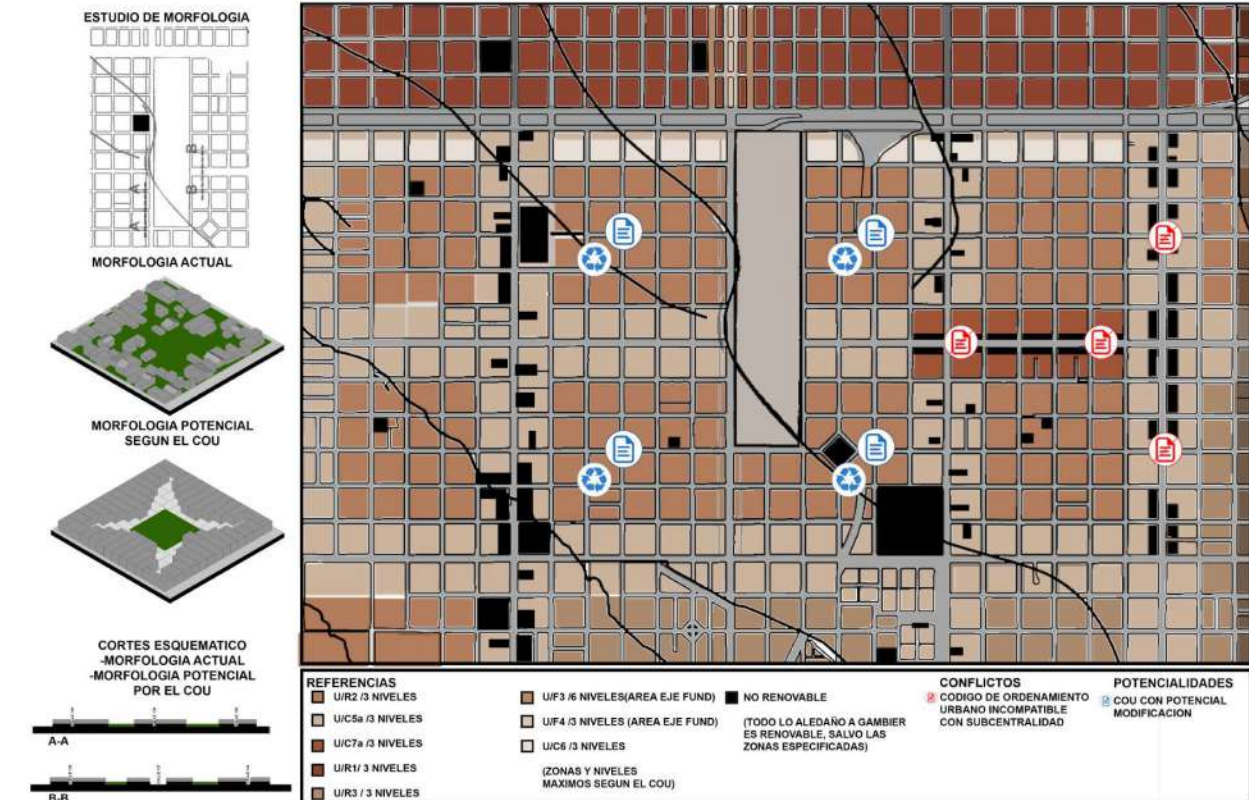 ESTUDIO DE MORFOLOGIA
A
A
B
B
MORFOLOGIA ACTUAL
MORFOLOGIA POTENCIAL
SEGUN EL COU
CORTES ESQUEMATICO
-MORFOLOGIA ACTUAL
-MORFOLOGIA POTENCIAL
POR EL COU
A-A
B-B
REFERENCIAS
U/R2 /3 NIVELES
U/C5a /3 NIVELES
U/C7a /3 NIVELES
U/R1/ 3 NIVELES
U/R3 / 3 NIVELES
U/F3 /6 NIVELES(AREA EJE FUND)
U/F4 /3 NIVELES (AREA EJE FUND)
U/C6 /3 NIVELES
(ZONAS Y NIVELES
MAXIMOS SEGUN EL COU)
NO RENOVABLE
(TODO LO ALEDAÑO A GAMBIER
ES RENOVABLE, SALVO LAS
ZONAS ESPECIFICADAS)
CONFLICTOS
CODIGO DE ORDENAMIENTO
URBANO INCOMPATIBLE
CON SUBCENTRALIDAD
POTENCIALIDADES
COU CON POTENCIAL
MODIFICACION